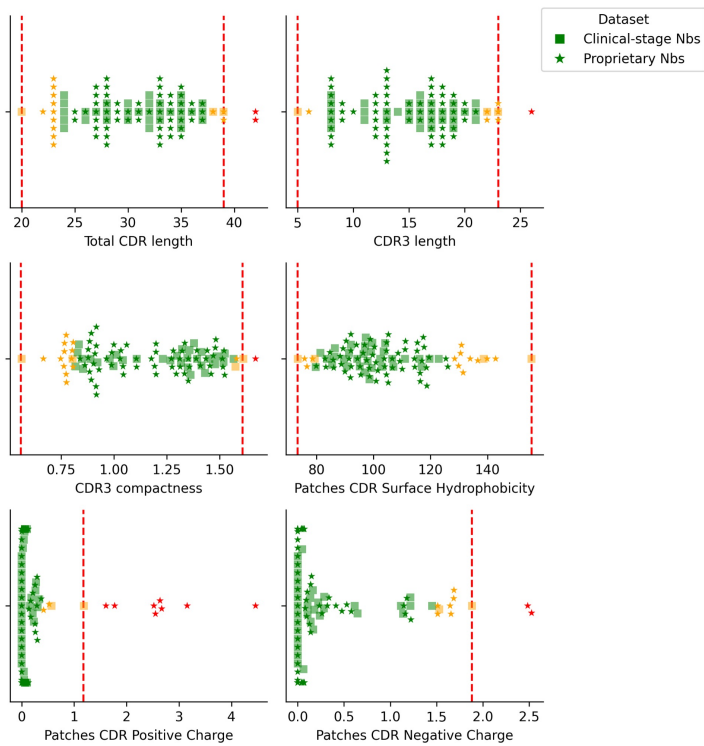 Dataset
Clinical-stage Nbs
Proprietary Nbs
20 25 30 35 40
Total CDR length
5 10 15 20 25
CDR3 length
0.75 1.00 1.25 1.50
CDR3 compactness
80 100 120 140
Patches CDR Surface Hydrophobicity
0 1 2 3 4
Patches CDR Positive Charge
0.0 0.5 1.0 1.5 2.0 2.5
Patches CDR Negative Charge